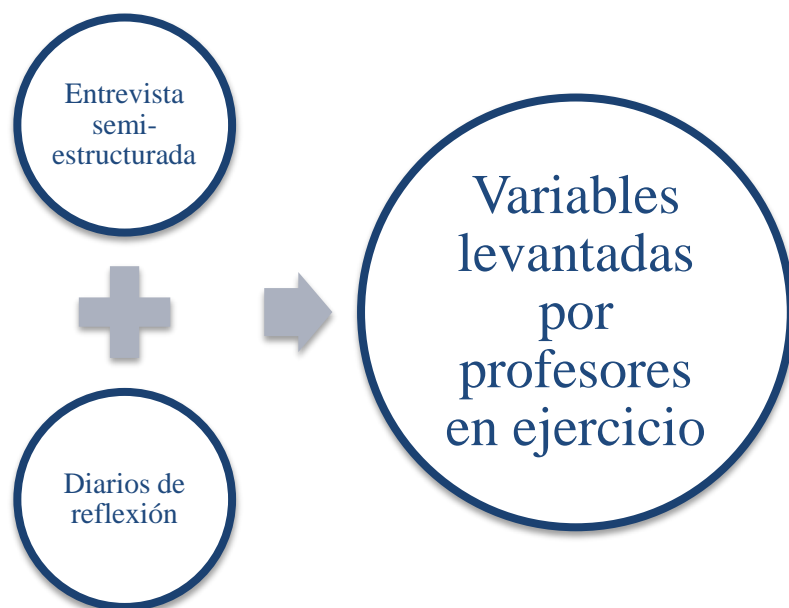 Entrevista
semi-
estructurada
Diarios de
reflexión
Variables
levantadas
por
profesores
en ejercicio